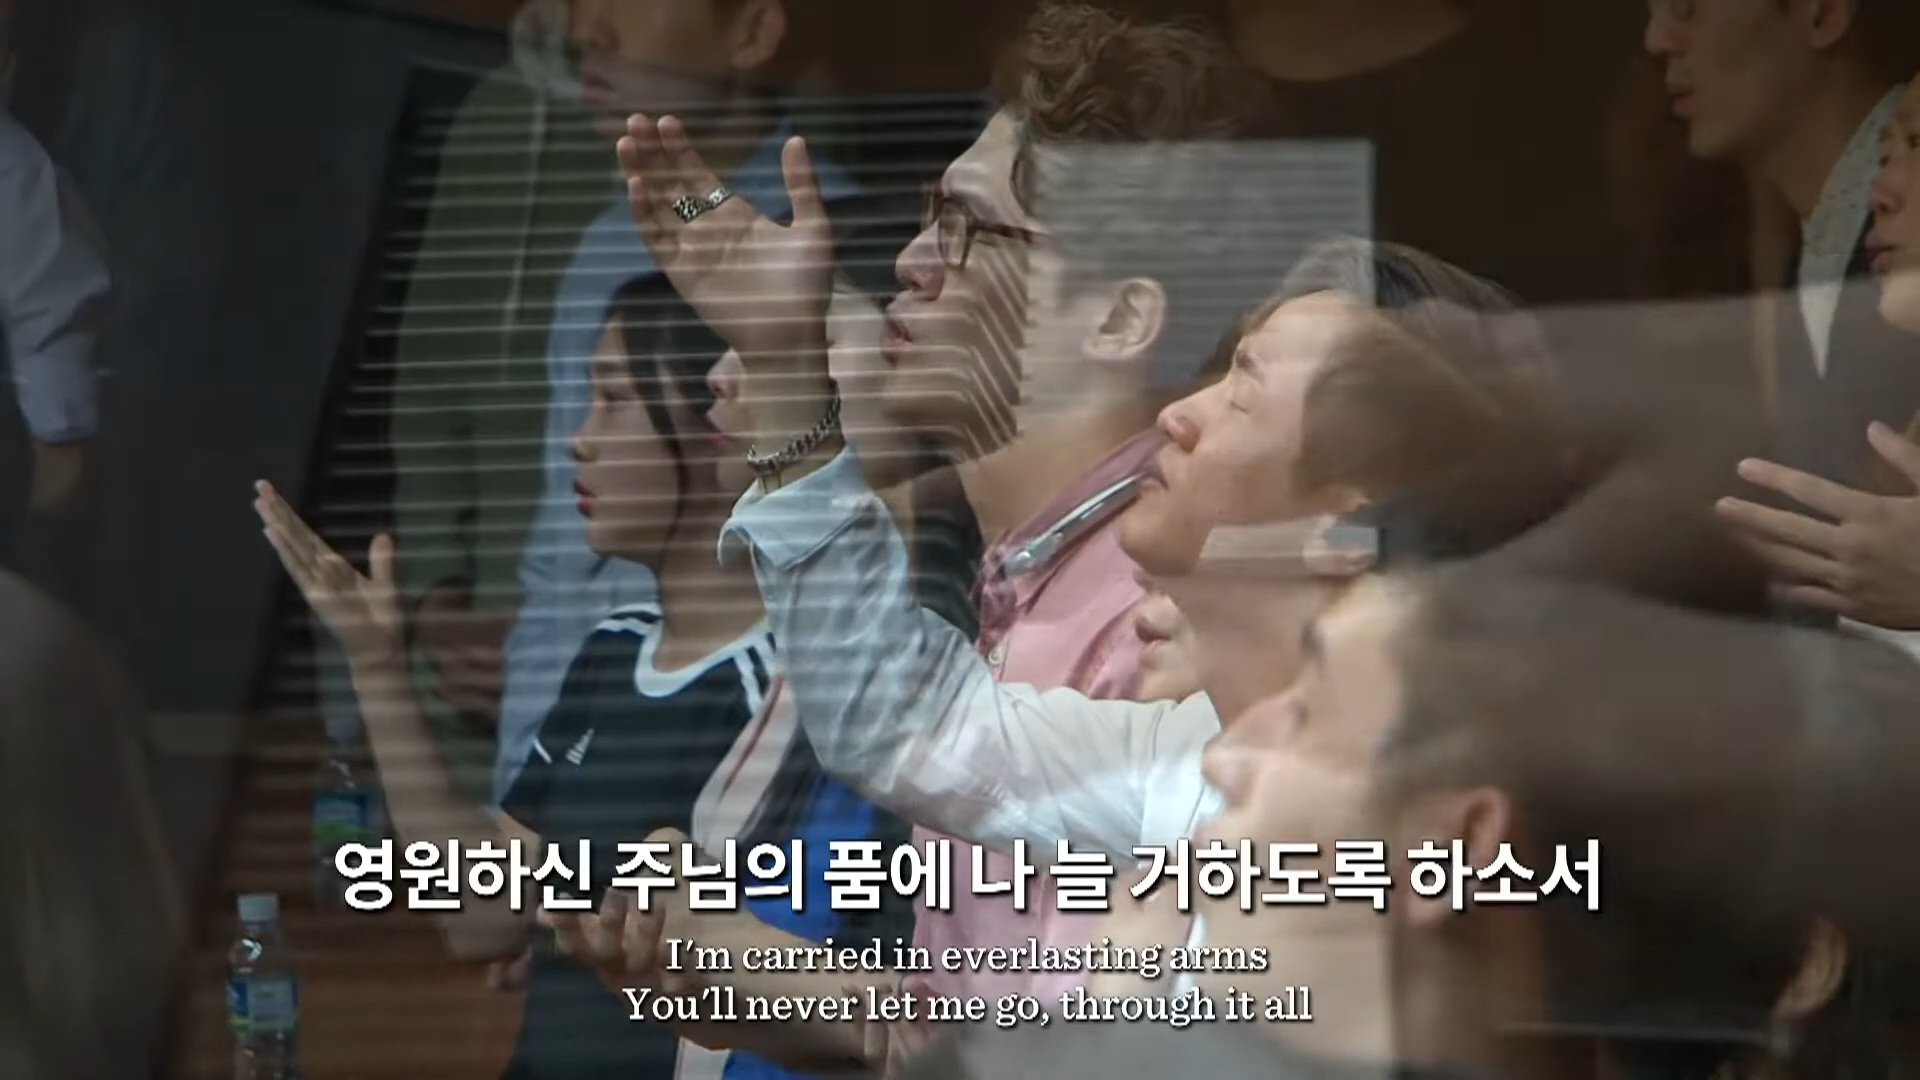 영원하신 주님의 품에 나 늘 거하도록 하소서
I'm carried in everlasting arms
You'll never let me go, through it all